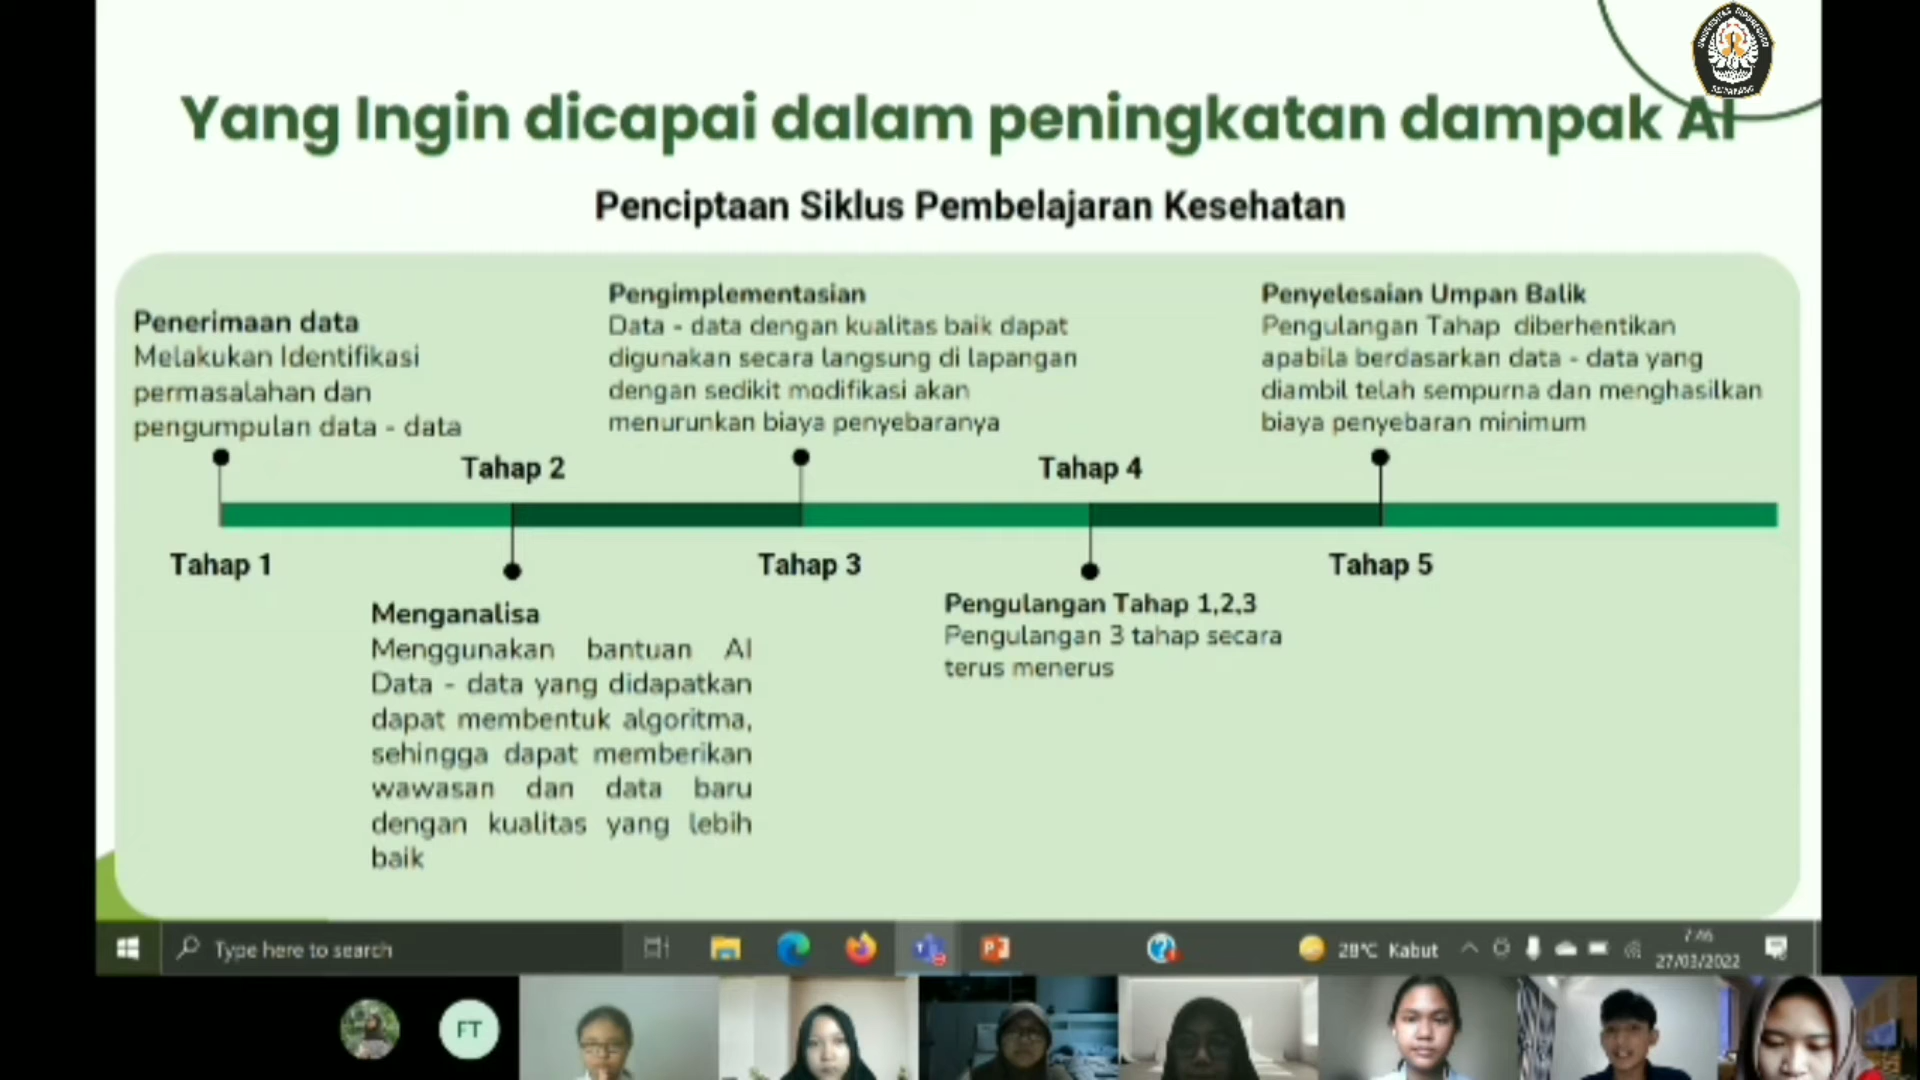 UNIVERSITAS DIPONEGORO
SEMARANG
Yang Ingin dicapai dalam peningkatan dampak AI
Penciptaan Siklus Pembelajaran Kesehatan
Penerimaan data
Melakukan Identifikasi
permasalahan dan
pengumpulan data - data
Tahap 1
Tahap 2
Menganalisa
Menggunakan bantuan AI
Data - data yang didapatkan
dapat membentuk algoritma,
sehingga dapat memberikan
wawasan dan data baru
dengan kualitas yang lebih
baik
Pengimplementasian
Data - data dengan kualitas baik dapat
digunakan secara langsung di lapangan
dengan sedikit modifikasi akan
menurunkan biaya penyebaranya
Tahap 3
Tahap 4
Pengulangan Tahap 1,2,3
Pengulangan 3 tahap secara
terus menerus
Penyelesaian Umpan Balik
Pengulangan Tahap diberhentikan
apabila berdasarkan data - data yang
diambil telah sempurna dan menghasilkan
biaya penyebaran minimum
Tahap 5
Type here to search
28°C Kabut
7:46
27/03/2022
FT